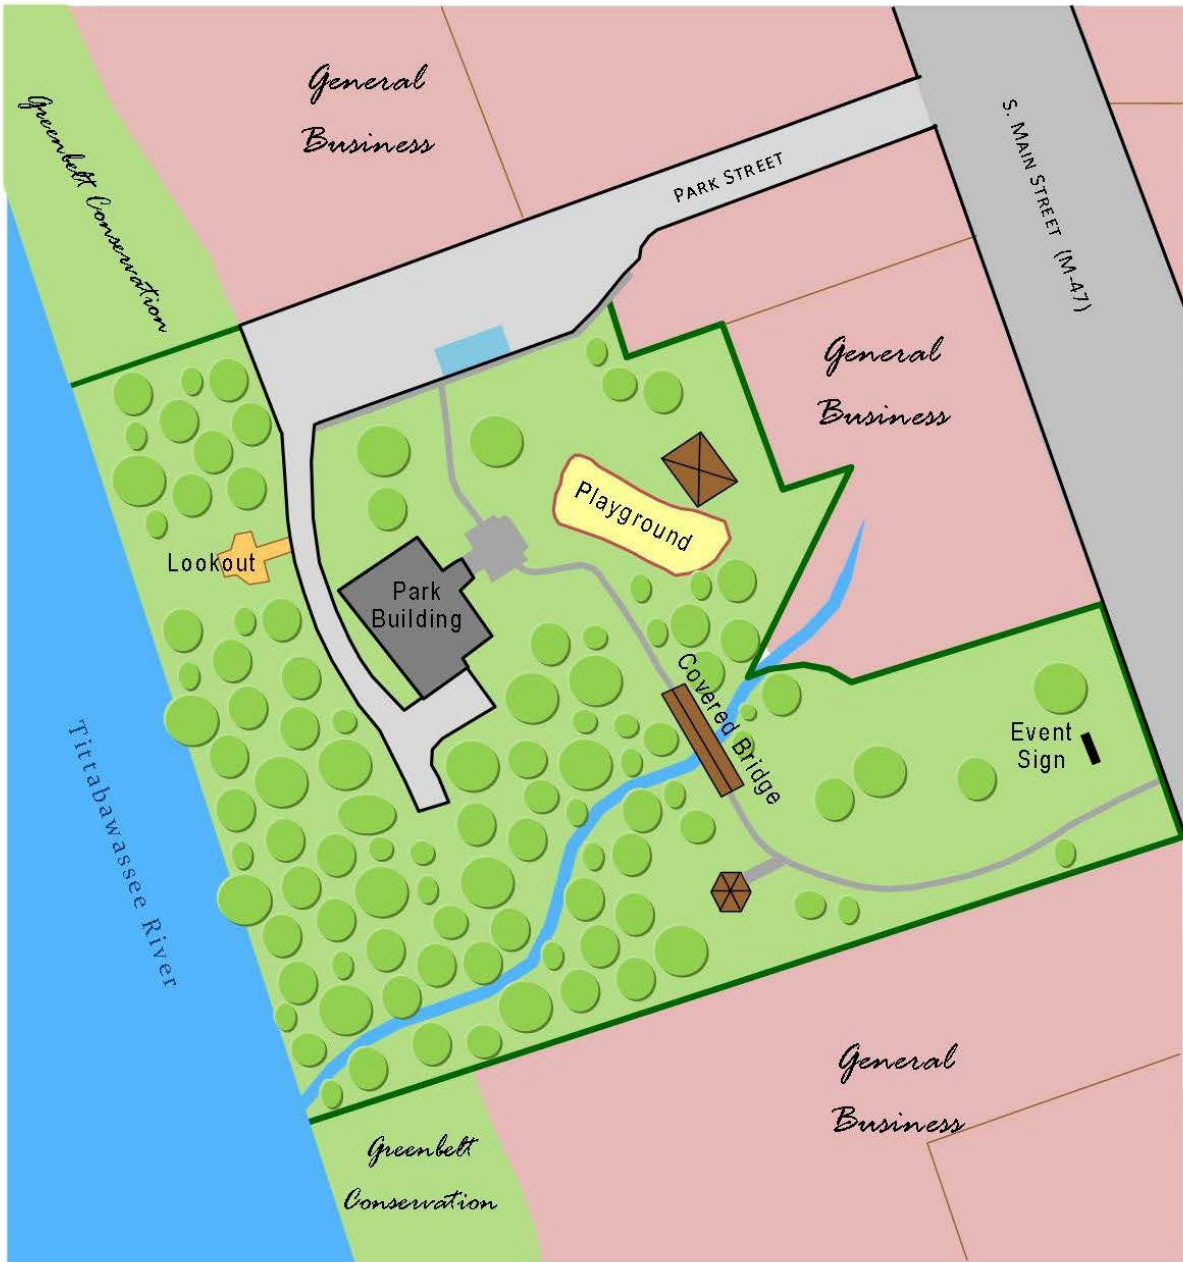 General
Business
Greenbelt Conservation
PARK STREET
S. MAIN STREET (M-47)
General
Business
Playground
Lookout
Park
Building
Covered Bridge
Event
Sign
Tittabawassee River
General
Business
Greenbelt
Conservation